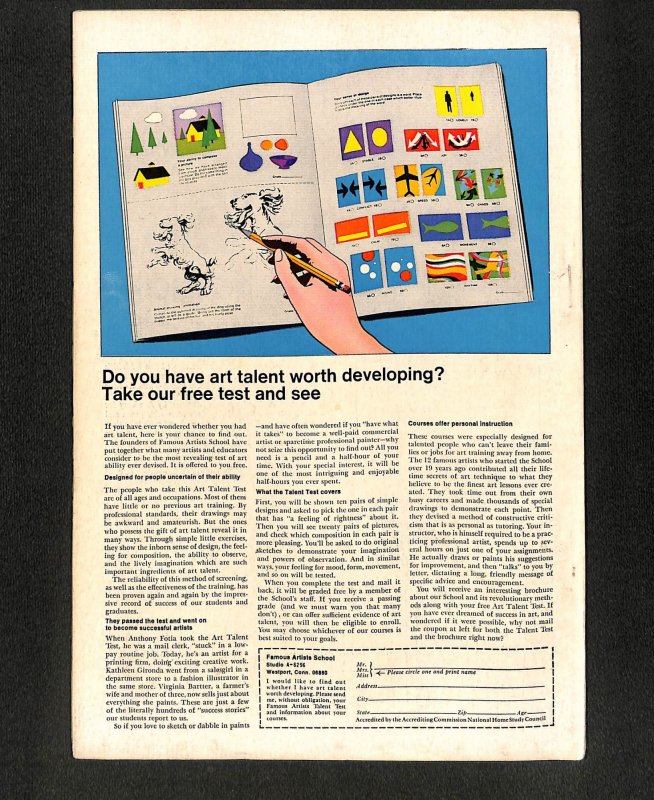 Your sense of design
Your ability to compose
a picture
LONELY
STABLE
JOY
CONFLICT
SPEED
CHAOS
CALM
MOVEMENT
Do you have art talent worth developing?
Take our free test and see
If you have ever wondered whether you had
art talent, here is your chance to find out.
The founders of Famous Artists School have
put together what many artists and educators
consider to be the most revealing test of art
ability ever devised. It is offered to you free.
Designed for people uncertain of their ability
The people who take this Art Talent Test
are of all ages and occupations. Most of them
have little or no previous art training. By
professional standards, their drawings may
be awkward and amateurish. But the ones
who possess the gift of art talent reveal it in
many ways. Through simple little exercises,
they show the inborn sense of design, the feel-
ing for composition, the ability to observe,
and the lively imagination which are such
important ingredients of art talent.
The reliability of this method of screening,
as well as the effectiveness of the training, has
been proven again and again by the impres-
sive record of success of our students and
graduates.
They passed the test and went on
to become successful artists
When Anthony Fotia took the Art Talent
Test, he was a mail clerk, "stuck" in a low-
pay routine job. Today, he's an artist for a
printing firm, doing exciting creative work.
Kathleen Gironda went from a salesgirl in a
department store to a fashion illustrator in
the same store. Virginia Bartter, a farmer's
wife and mother of three, now sells just about
everything she paints. These are just a few
of the literally hundreds of "success stories"
our students report to us.
So if you love to sketch or dabble in paints
—and have often wondered if you "have what
it takes" to become a well-paid commercial
artist or sparetime professional painter—why
not seize this opportunity to find out? All you
need is a pencil and a half-hour of your
time. With your special interest, it will be
one of the most intriguing and enjoyable
half-hours you ever spent.
What the Talent Test covers
First, you will be shown ten pairs of simple
designs and asked to pick the one in each pair
that has "a feeling of rightness" about it.
Then you will see twenty pairs of pictures,
and check which composition in each pair is
more pleasing. You'll be asked to do original
sketches to demonstrate your imagination
and powers of observation. And in similar
ways, your feeling for mood, form, movement,
and so on will be tested.
When you complete the test and mail it
back, it will be graded free by a member of
the School's staff. If you receive a passing
grade (and we must warn you that many
don't), or can offer sufficient evidence of art
talent, you will then be eligible to enroll.
You may choose whichever of our courses is
best suited to your goals.
Courses offer personal instruction
These courses were especially designed for
talented people who can't leave their fami-
lies or jobs for art training away from home.
The 12 famous artists who started the School
over 19 years ago contributed all their life-
time secrets of art technique to what they
believe to be the finest art lessons ever cre-
ated. They took time out from their own
busy careers and made thousands of special
drawings to demonstrate each point. Then
they devised a method of constructive criti-
cism that is as personal as tutoring. Your in-
structor, who is himself required to be a prac-
ticing professional artist, spends up to sev-
eral hours on just one of your assignments.
He actually draws or paints his suggestions
for improvement, and then "talks" to you by
letter, dictating a long, friendly message of
specific advice and encouragement.
You will receive an interesting brochure
about our School and its revolutionary meth-
ods along with your free Art Talent Test. If
you have ever dreamed of success in art, and
wondered if it were possible, why not mail
the coupon at left for both the Talent Test
and the brochure right now?
Famous Artists School
Studio A-5256
Westport, Conn. 06880
I would like to find out
whether I have art talent
worth developing. Please send
me, without obligation, your
Famous Artists Talent Test
and information about your
courses.
Mr.
Mrs.
Miss
Please circle one and print name
Address
City
State Zip Age
Accredited by the Accrediting Commission National Home Study Council